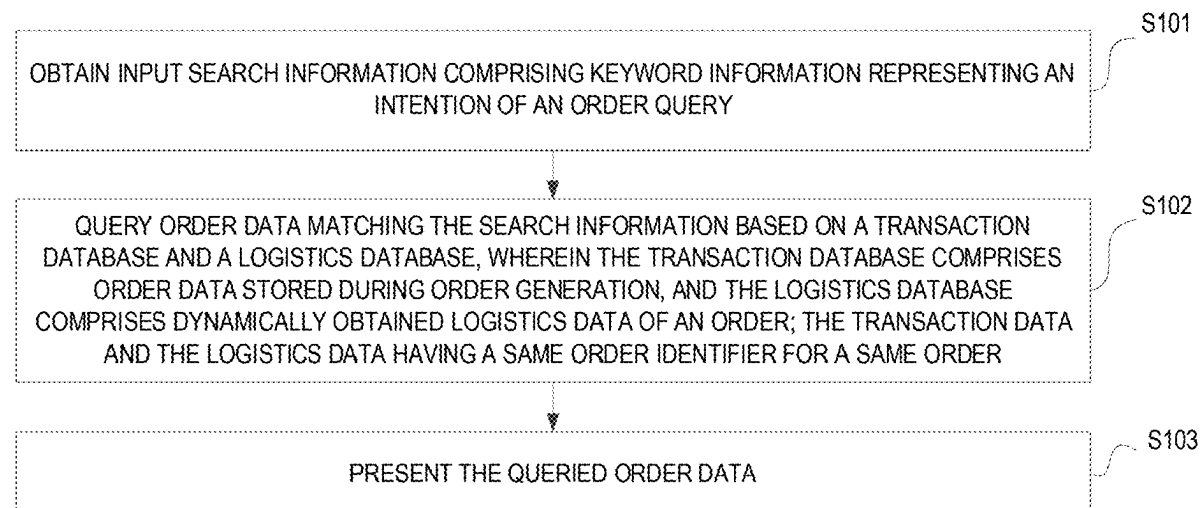 S101
OBTAIN INPUT SEARCH INFORMATION COMPRISING KEYWORD INFORMATION REPRESENTING AN
INTENTION OF AN ORDER QUERY
S102
QUERY ORDER DATA MATCHING THE SEARCH INFORMATION BASED ON A TRANSACTION
DATABASE AND A LOGISTICS DATABASE, WHEREIN THE TRANSACTION DATABASE COMPRISES
ORDER DATA STORED DURING ORDER GENERATION, AND THE LOGISTICS DATABASE
COMPRISES DYNAMICALLY OBTAINED LOGISTICS DATA OF AN ORDER; THE TRANSACTION DATA
AND THE LOGISTICS DATA HAVING A SAME ORDER IDENTIFIER FOR A SAME ORDER
S103
PRESENT THE QUERIED ORDER DATA